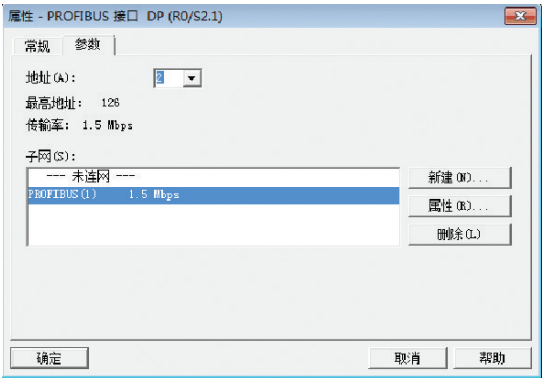 属性 - PROFIBUS 接口  DP (R0/S2.1)
常规  参数
地址(A):  2
最高地址:  126
传输率:  1.5 Mbps
子网(S):
--- 未连网 ---
PROFIBUS(1)  1.5 Mbps
新建(N)...
属性(R)...
删除(L)
确定  取消  帮助